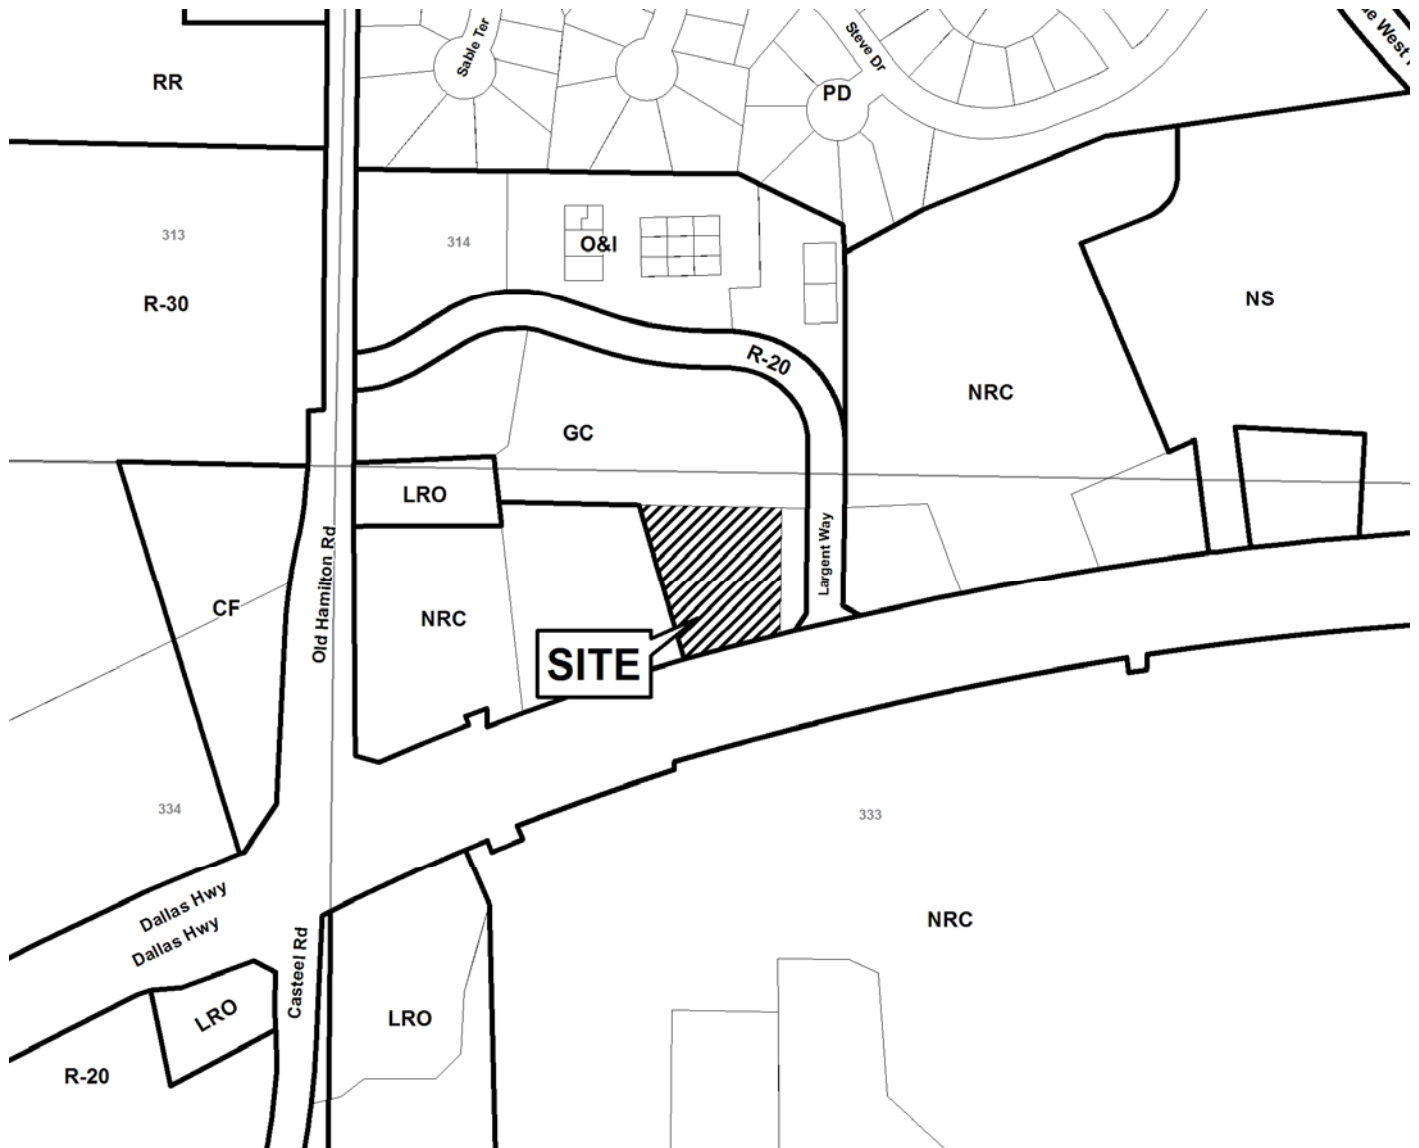 Sable Ter
Steve Dr
West
RR
PD
313
314
O&I
R-30
NS
R-20
NRC
GC
LRO
Old Hamilton Rd
Largent Way
CF
NRC
SITE
334
333
Dallas Hwy
Dallas Hwy
NRC
Casteel Rd
LRO
LRO
R-20